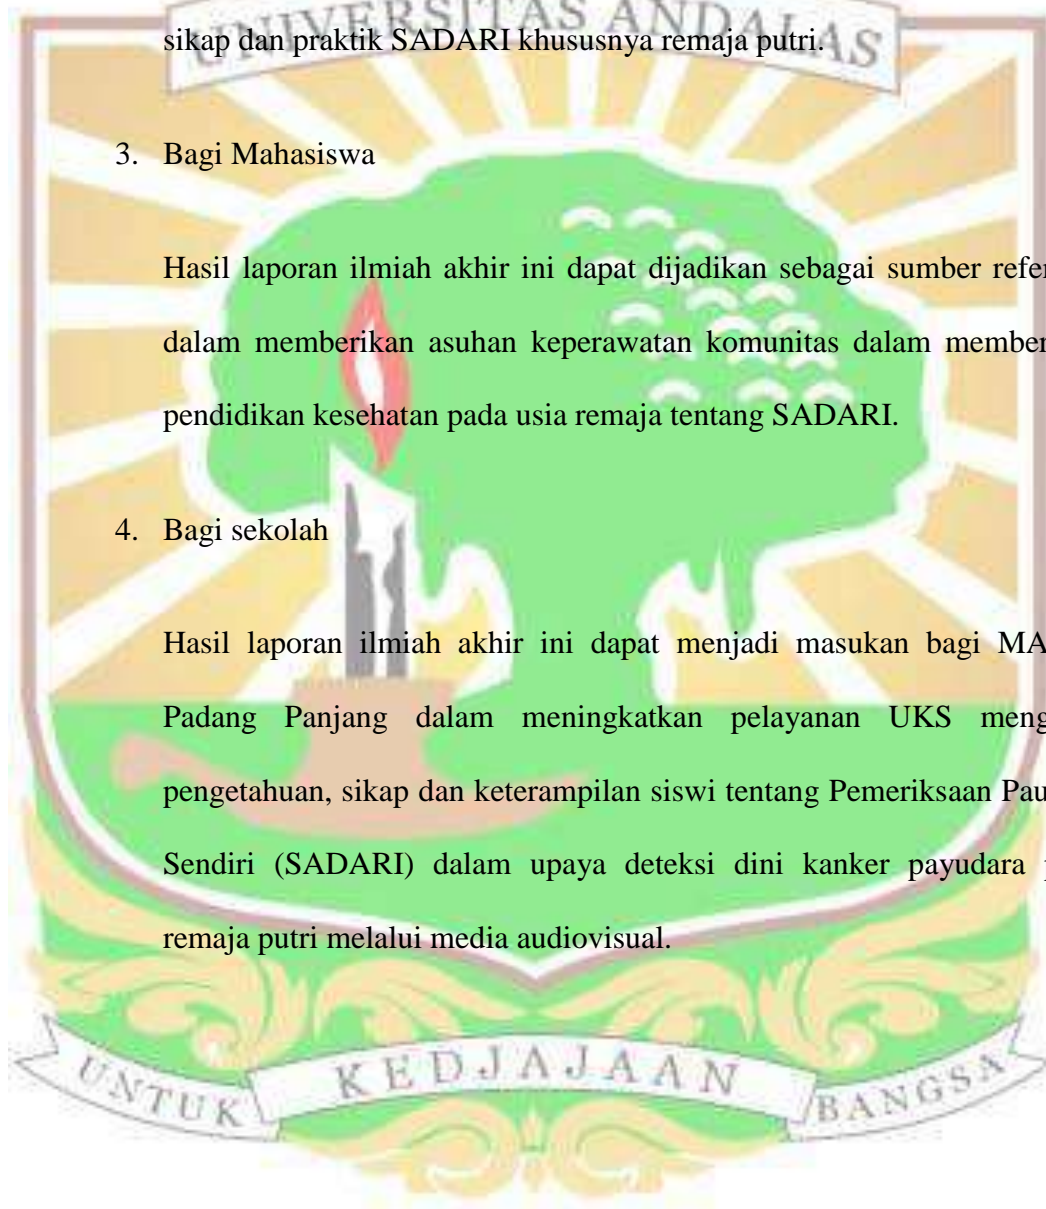 UNIVERSITAS ANDALAS
sikap dan praktik SADARI khususnya remaja putri.
3. Bagi Mahasiswa
Hasil laporan ilmiah akhir ini dapat dijadikan sebagai sumber
dalam memberikan asuhan keperawatan komunitas dalam
pendidikan kesehatan pada usia remaja tentang SADARI.
4. Bagi sekolah
Hasil laporan ilmiah akhir ini dapat menjadi masukan bagi
Padang Panjang dalam meningkatkan pelayanan UKS
pengetahuan, sikap dan keterampilan siswi tentang Pemeriksaan
Sendiri (SADARI) dalam upaya deteksi dini kanker payudara
remaja putri melalui media audiovisual.
UNTUK KEDJAJAAN BANGSA